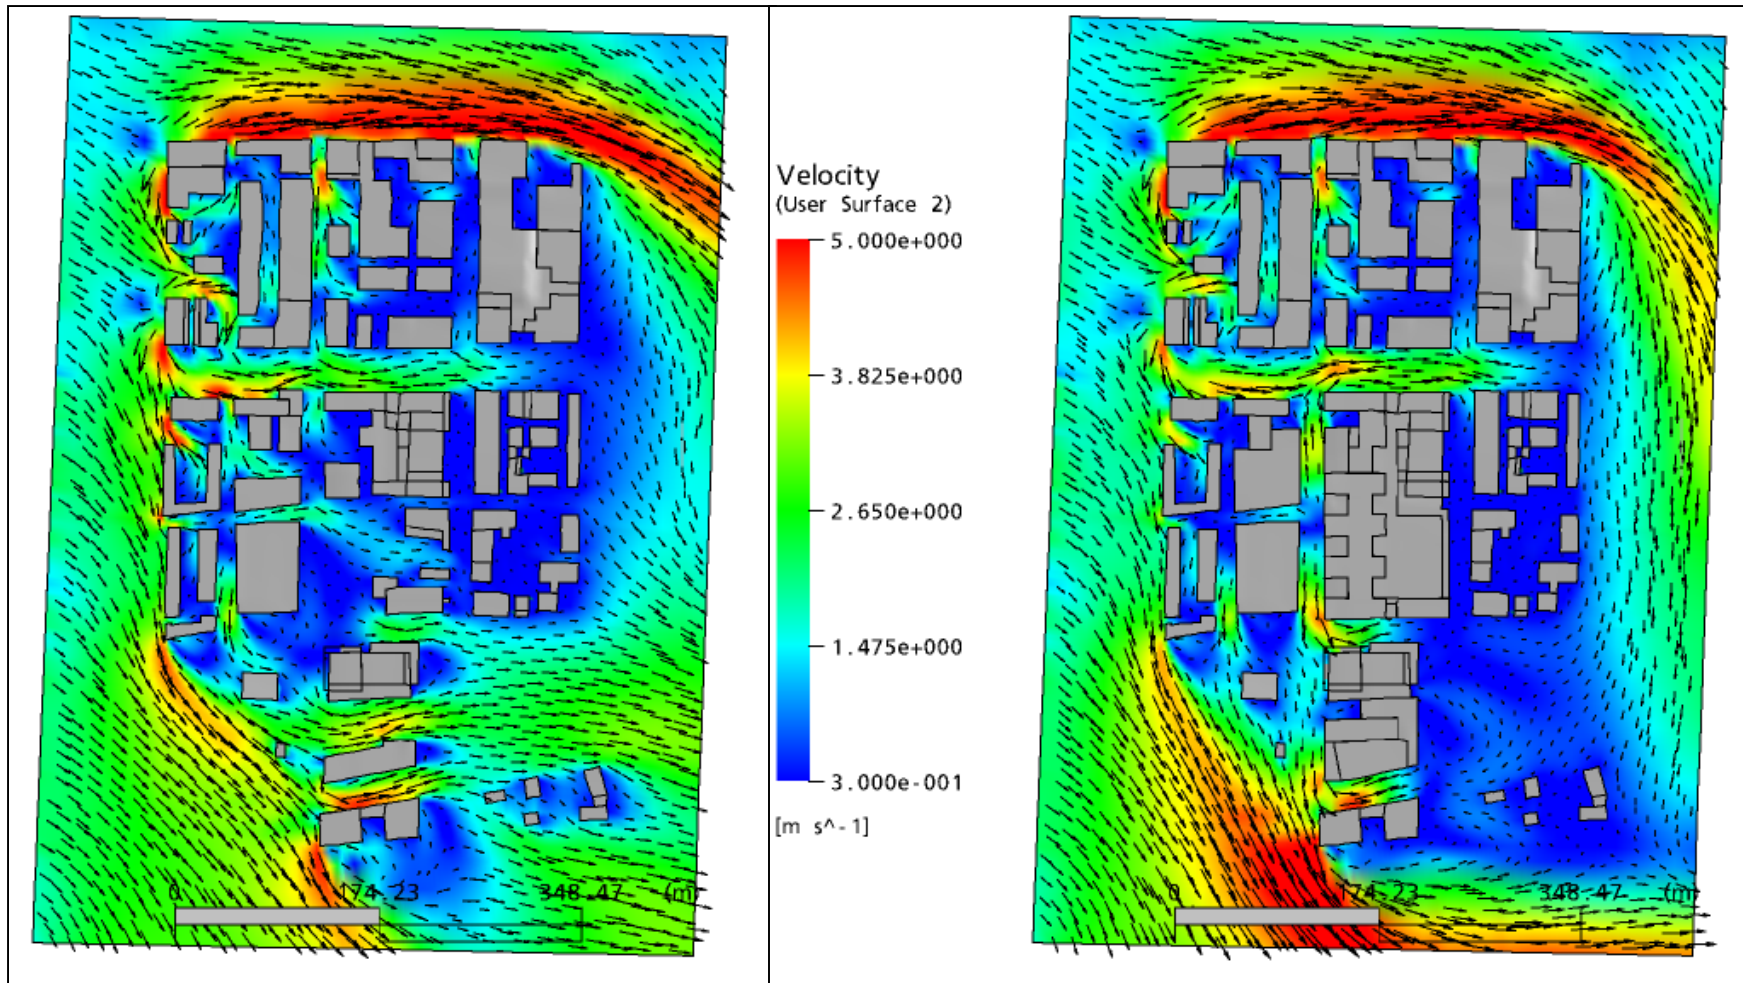 Velocity
(User Surface 2)
5.000e+000
3.825e+000
2.650e+000
1.475e+000
3.000e-001
[m s^-1]
0 174.23 348.47 (m)
0 174.23 348.47 (m)